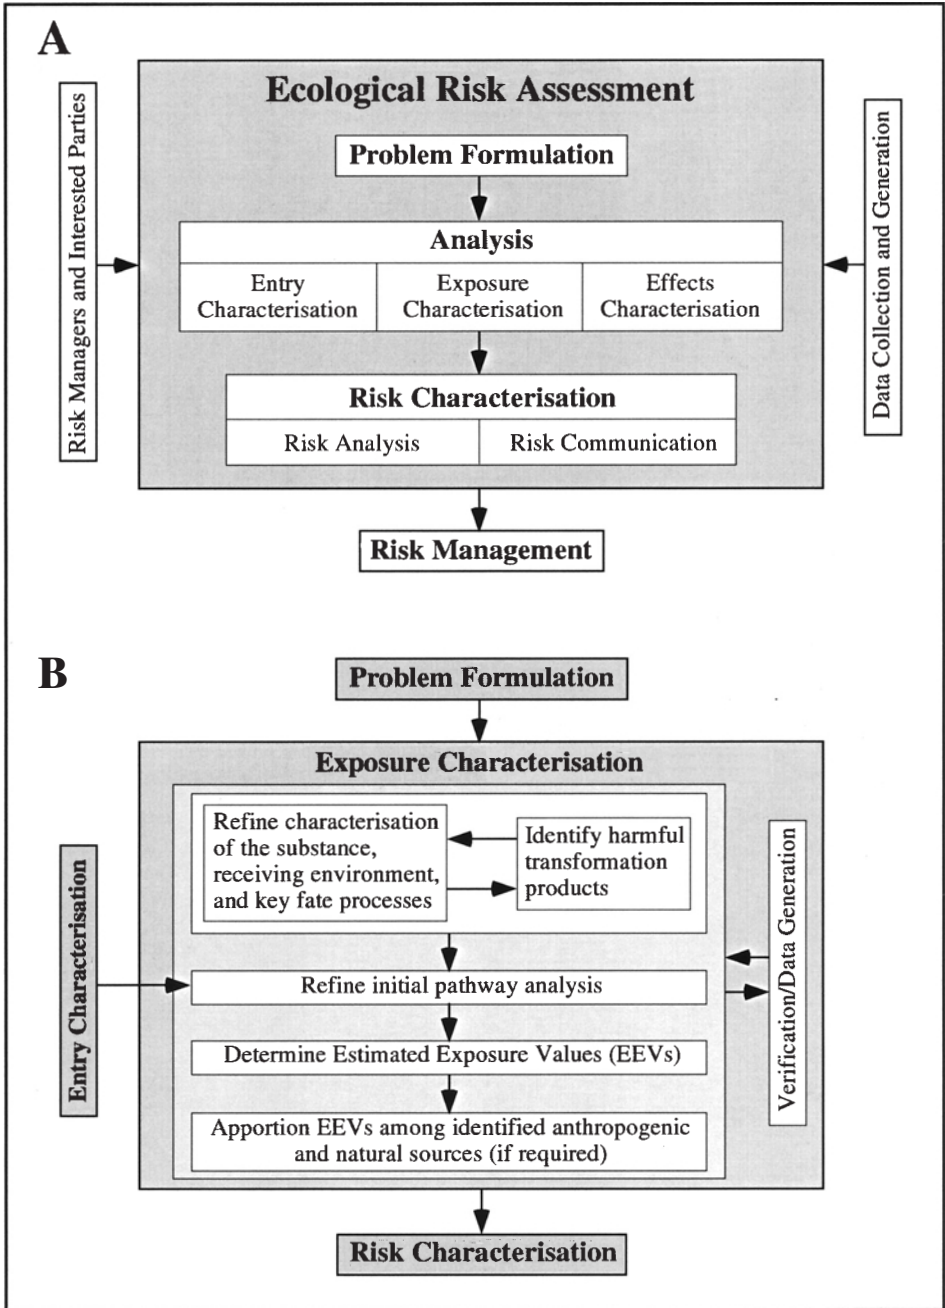 A
Ecological Risk Assessment
Risk Managers and Interested Parties
Problem Formulation
Analysis
Entry
Characterisation
Exposure
Characterisation
Effects
Characterisation
Risk Characterisation
Risk Analysis
Risk Communication
Data Collection and Generation
Risk Management
B
Problem Formulation
Exposure Characterisation
Entry Characterisation
Refine characterisation
of the substance,
receiving environment,
and key fate processes
Identify harmful
transformation
products
Refine initial pathway analysis
Determine Estimated Exposure Values (EEVs)
Apportion EEVs among identified anthropogenic
and natural sources (if required)
Verification/Data Generation
Risk Characterisation